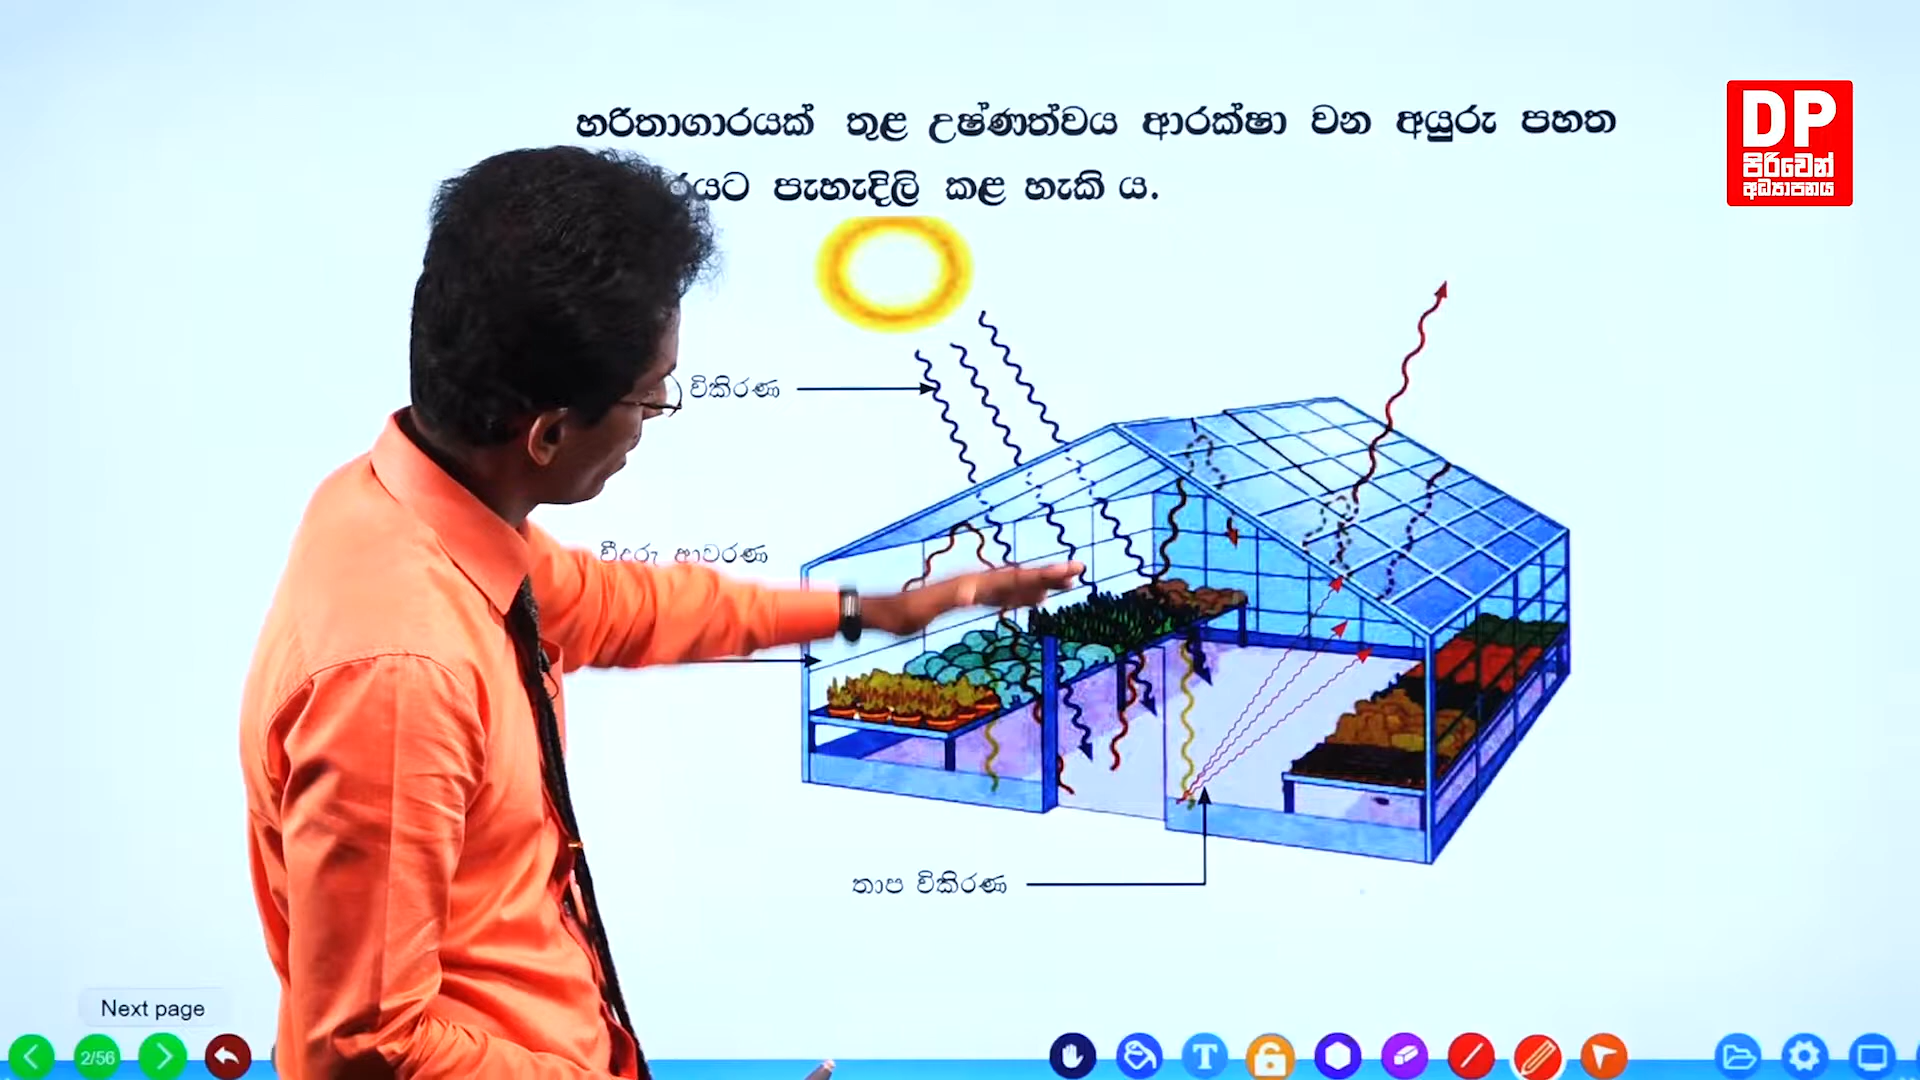 හරිතාගාරයක් තුළ උෂ්ණත්වය ආරක්ෂා වන අයුරු පහත
පැහැදිලි කළ හැකි ය.
DP
පිරිවෙන්
අධ්‍යාපනය
විකිරණ
වීදුරු ආවරණ
තාප විකිරණ
Next page
2/56
T